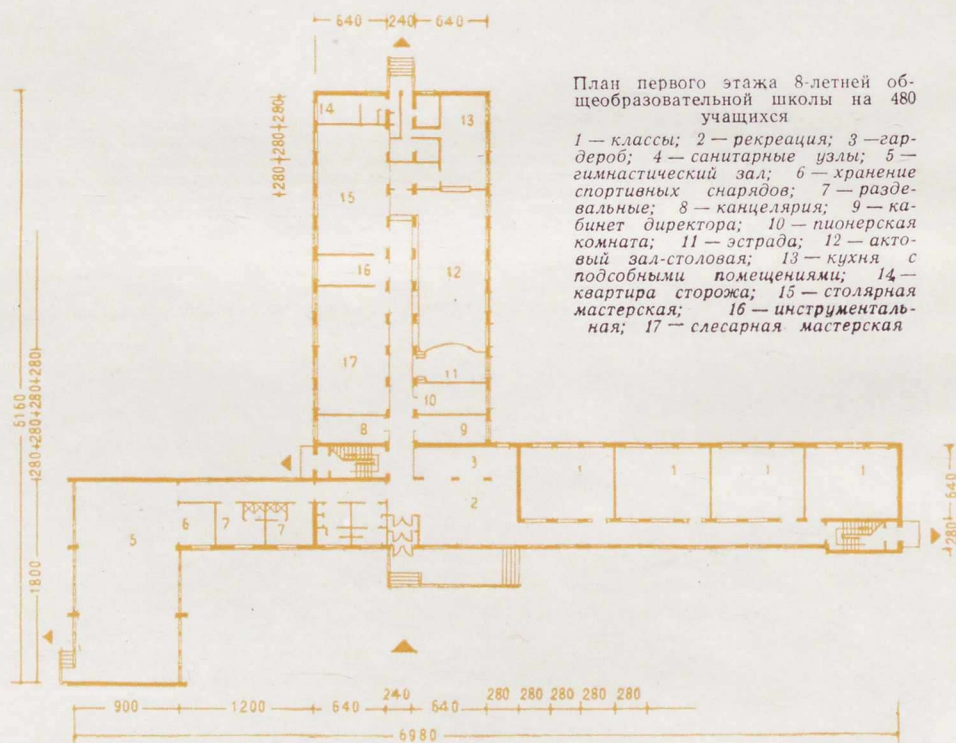 640 240 640
План первого этажа 8-летней об-
щеобразовательной школы на 480
учащихся
1 — классы; 2 — рекреация; 3 — гар-
дероб; 4 — санитарные узлы; 5 —
гимнастический зал; 6 — хранение
спортивных снарядов; 7 — разде-
вальные; 8 — канцелярия; 9 — ка-
бинет директора; 10 — пионерская
комната; 11 — эстрада; 12 — акто-
вый зал-столовая; 13 — кухня с
подсобными помещениями; 14 —
квартира сторожа; 15 — столярная
мастерская; 16 — инструменталь-
ная; 17 — слесарная мастерская
+280+280+280+
14
13
15
16
12
17
11
10
8
9
3
1 1 1 1
2
5
6
7
7
6160
280+280+280+280
1800
280+640
240
280 280 280 280 280
900 1200 640 640
6980